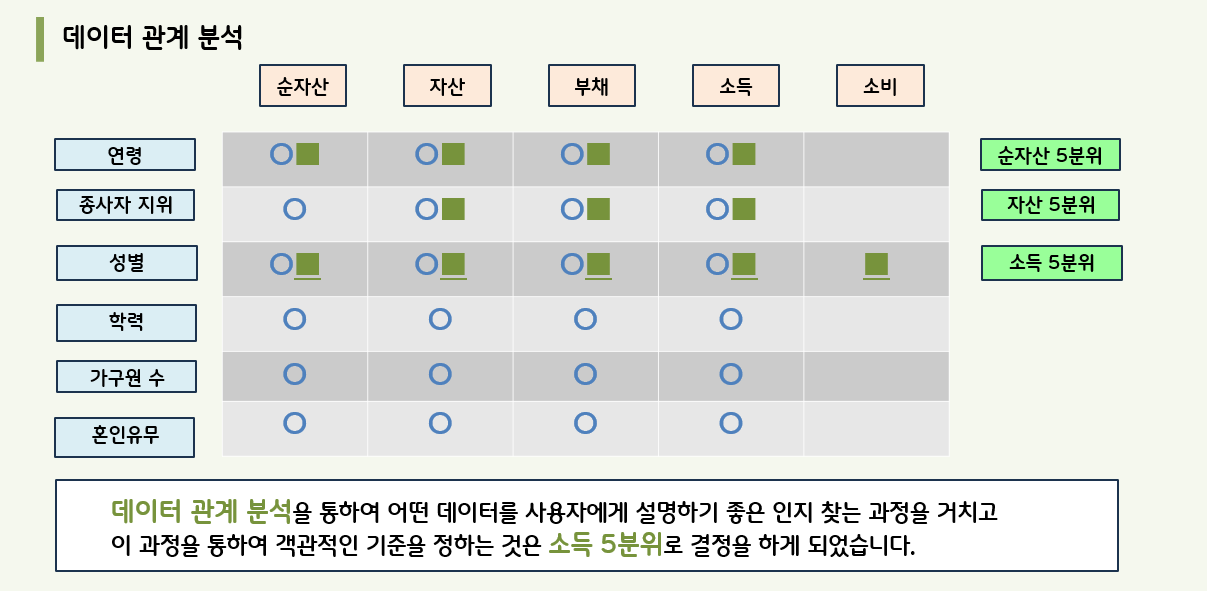 데이터 관계 분석
순자산 자산 부채 소득 소비
연령 ○■ ○■ ○■ ○■ 순자산 5분위
종사자 지위 ○ ○■ ○■ ○■ 자산 5분위
성별 ○■ ○■ ○■ ○■ ■ 소득 5분위
학력 ○ ○ ○ ○
가구원 수 ○ ○ ○ ○
혼인유무 ○ ○ ○ ○
데이터 관계 분석을 통하여 어떤 데이터를 사용자에게 설명하기 좋은 인지 찾는 과정을 거치고
이 과정을 통하여 객관적인 기준을 정하는 것은 소득 5분위로 결정을 하게 되었습니다.